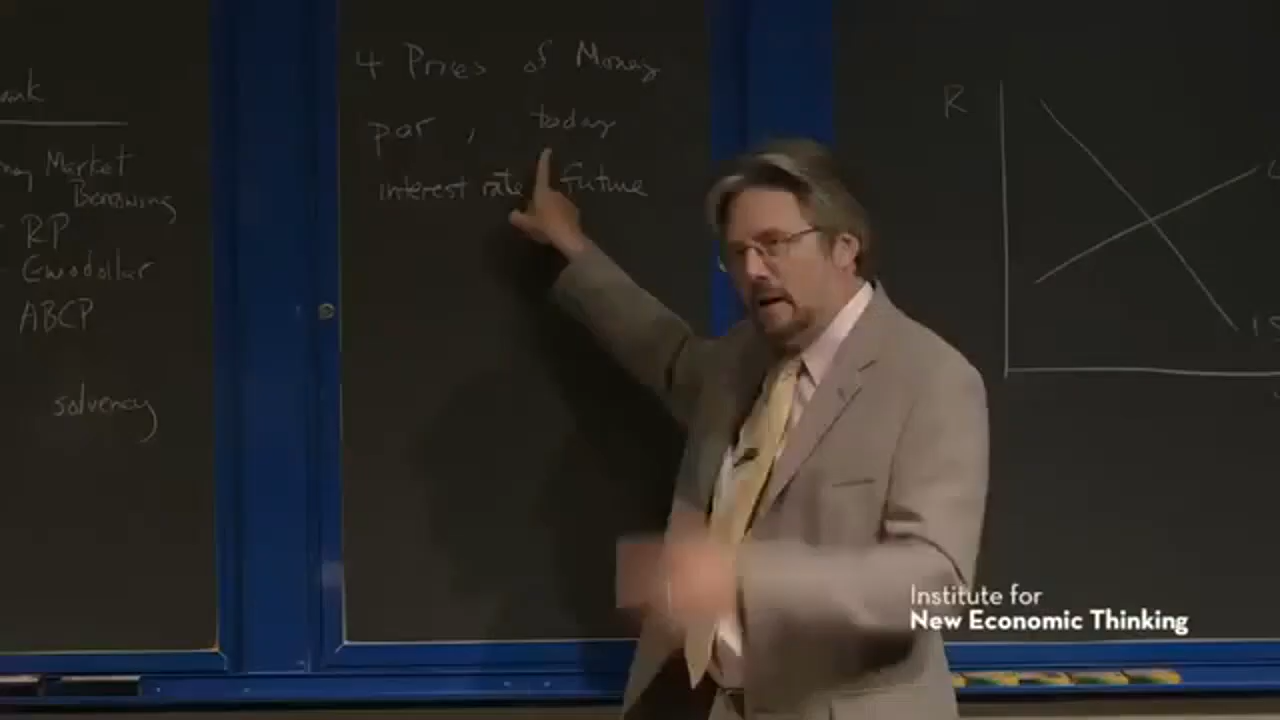 Market
Borrowing
RP
Eurodollar
ABCP
solvency
4 Prices of Money
par, today
interest rate future
R
Institute for
New Economic Thinking